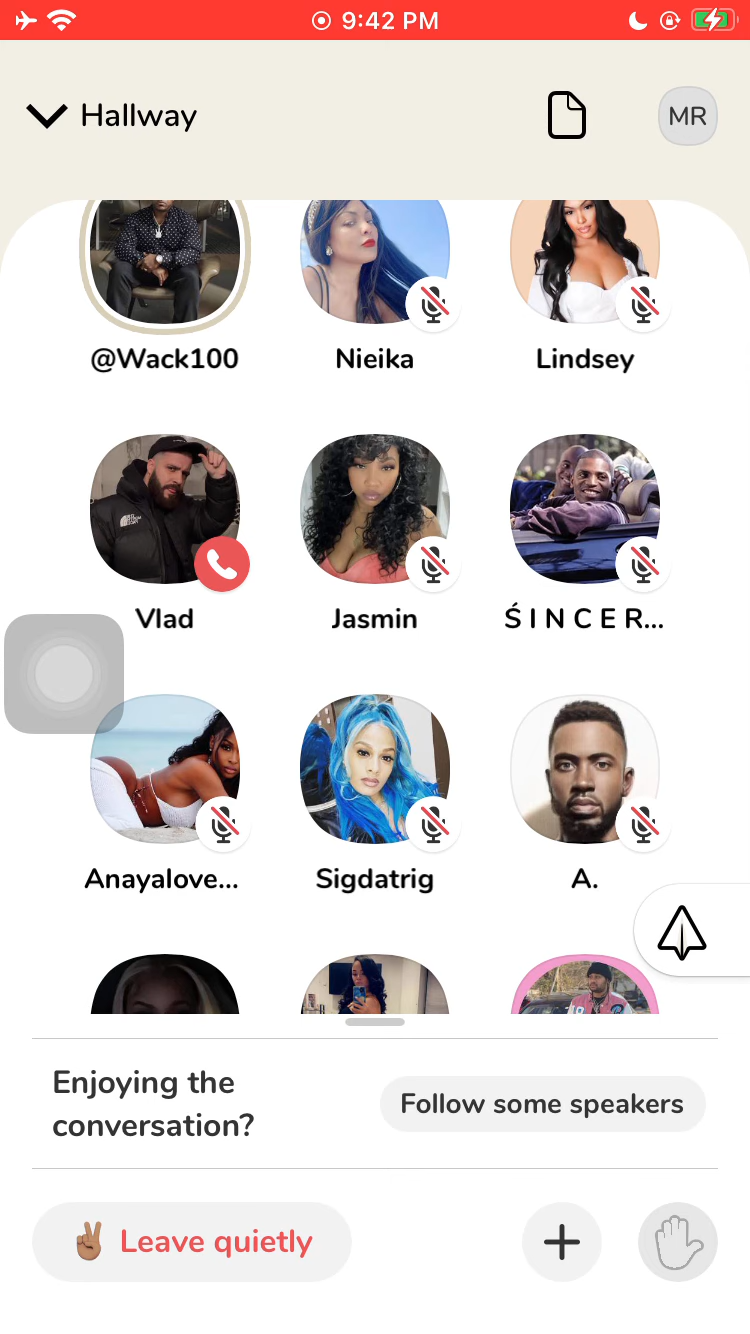 9:42 PM
Hallway
MR
@Wack100 Nieika Lindsey
Vlad Jasmin Ś I N C E R...
Anayalove... Sigdatrig A.
Enjoying the
conversation?
Follow some speakers
Leave quietly